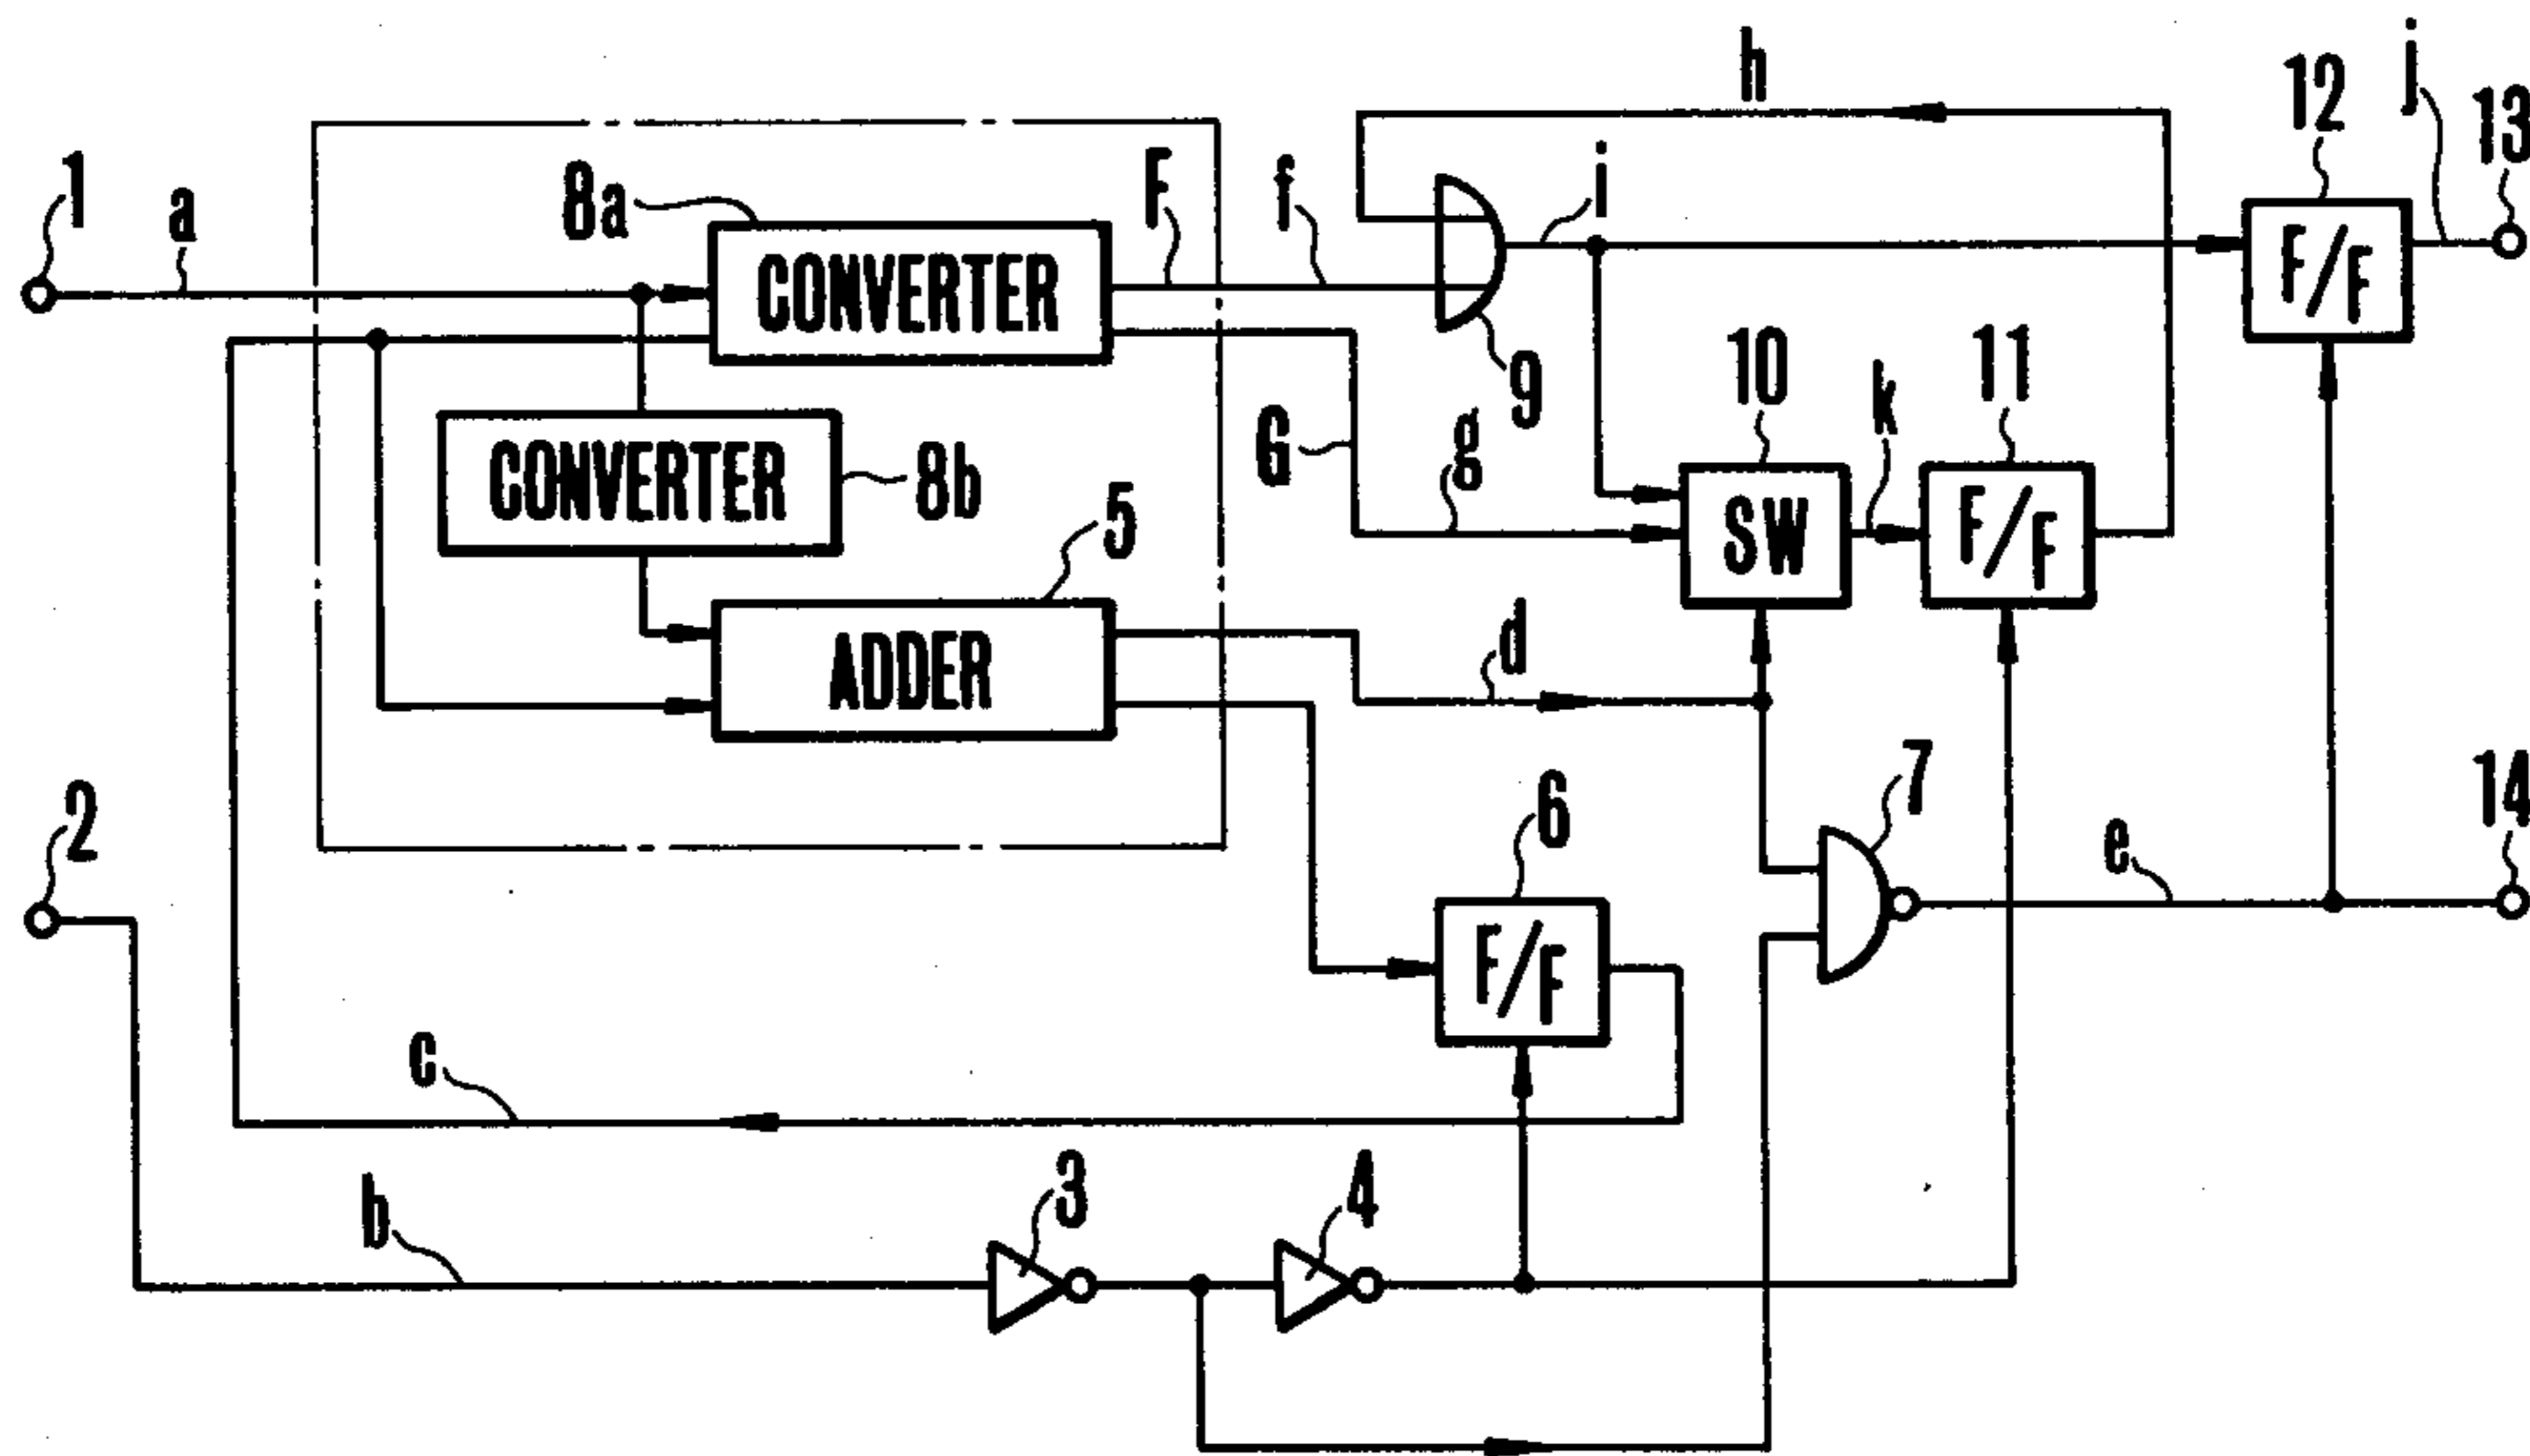 h
12
j
13
1
a
8a
F
f
i
CONVERTER
F/F
9
10
11
k
G
g
CONVERTER
8b
SW
F/F
5
ADDER
d
2
6
7
14
e
F/F
c
b
3
4